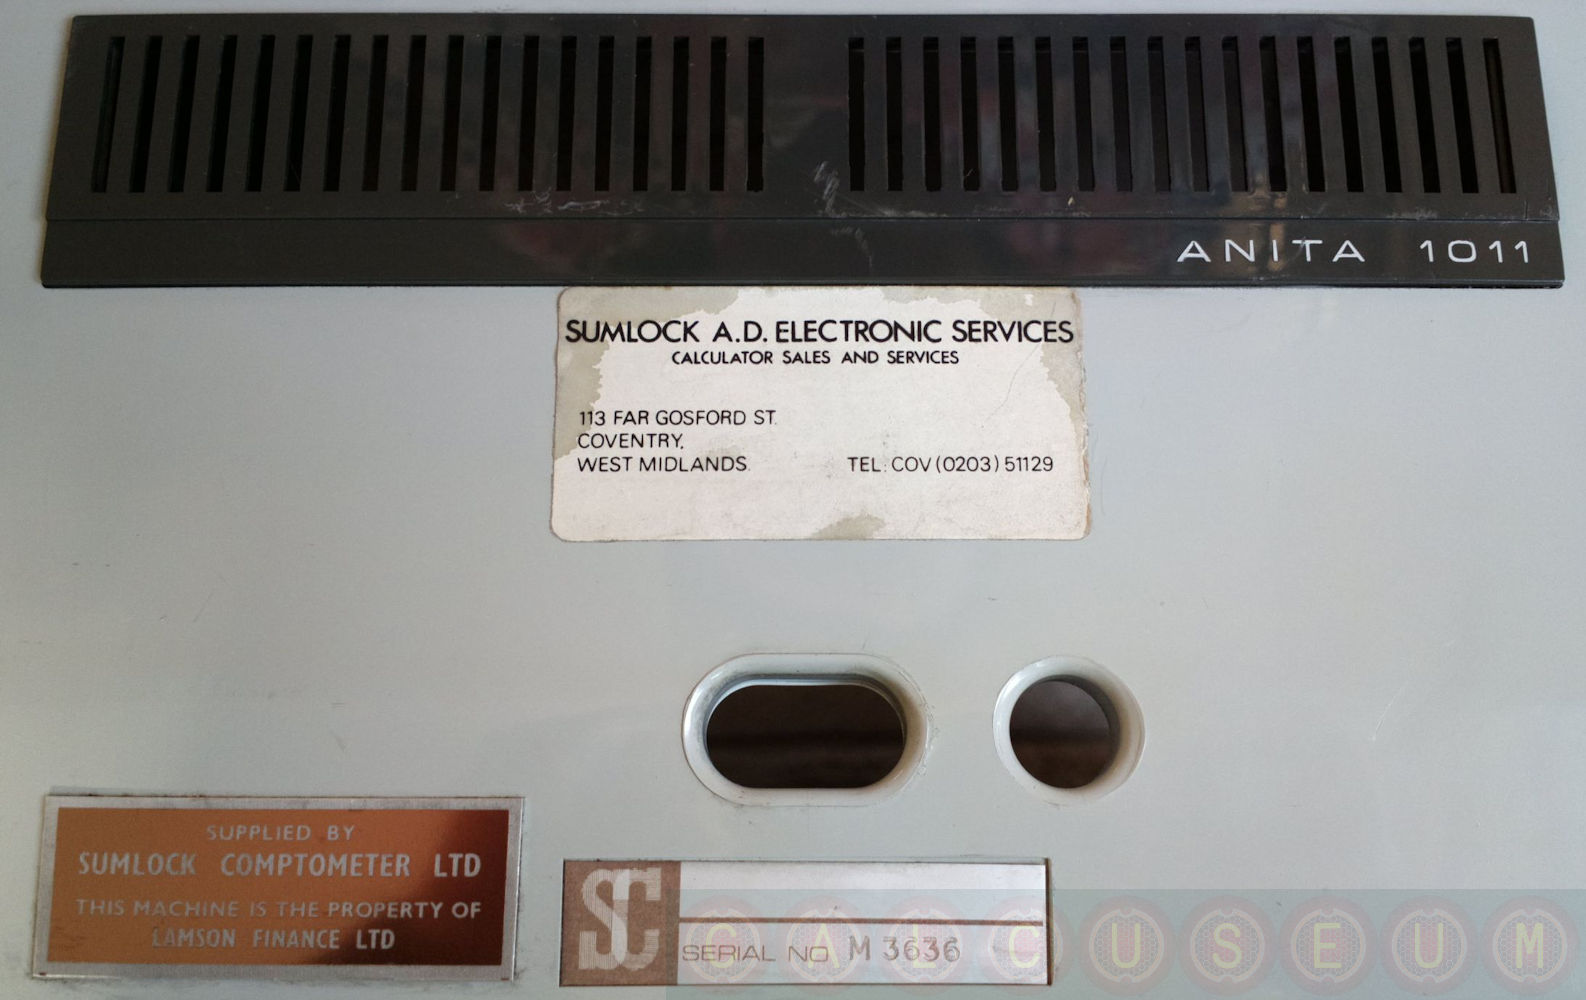 ANITA 1011
SUMLOCK A.D. ELECTRONIC SERVICES
CALCULATOR SALES AND SERVICES
113 FAR GOSFORD ST.
COVENTRY,
WEST MIDLANDS.
TEL: COV (0203) 51129
SUPPLIED BY
SUMLOCK COMPTOMETER LTD
THIS MACHINE IS THE PROPERTY OF
LAMSON FINANCE LTD
SC
SERIAL NO M 3636
CALCUSEUM